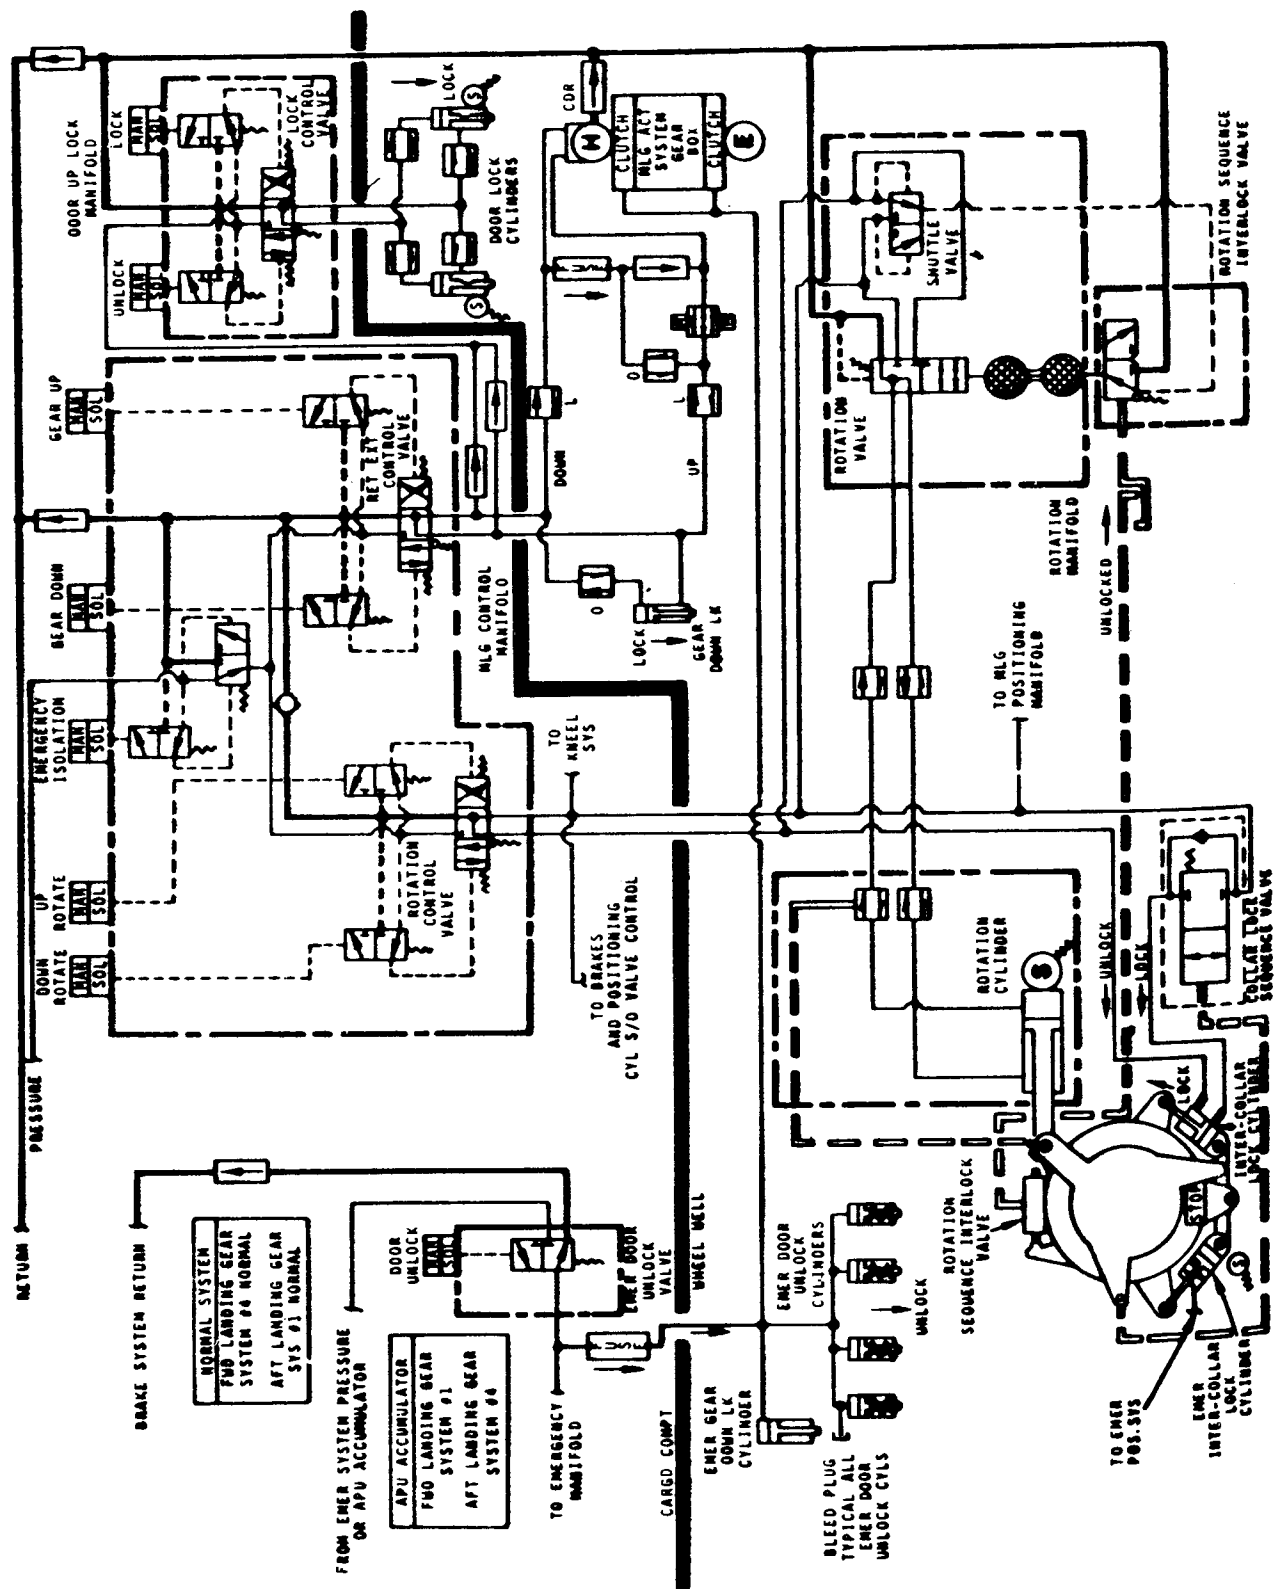 RETURN
PRESSURE
BRAKE SYSTEM RETURN
NORMAL SYSTEM
FWD LANDING GEAR
SYSTEM #4 NORMAL
AFT LANDING GEAR
SYS #1 NORMAL
FROM EMER SYSTEM PRESSURE
OR APU ACCUMULATOR
APU ACCUMULATOR
FWD LANDING GEAR
SYSTEM #1
AFT LANDING GEAR
SYSTEM #4
TO EMERGENCY
MANIFOLD
DOOR
UNLOCK
MAN
SOL
EMER DOOR
UNLOCK
VALVE
FUSE
CARGO COMPT
WHEEL WELL
DOWN
ROTATE
MAN
SOL
UP
ROTATE
MAN
SOL
EMERGENCY
ISOLATION
MAN
SOL
BEAR DOWN
MAN
SOL
GEAR UP
MAN
SOL
ROTATION
CONTROL
VALVE
RET EXT
CONTROL
VALVE
MLG CONTROL
MANIFOLD
DOOR UP LOCK
MANIFOLD
UNLOCK
MAN
SOL
LOCK
MAN
SOL
LOCK CONTROL
VALVE
LOCK
S
S
DOOR LOCK
CYLINDERS
CDR
M
CLUTCH
MLG ACT
SYSTEM
GEAR
BOX
CLUTCH
E
FUSE
O
L
L
DOWN
UP
O
LOCK
GEAR
DOWN LK
TO
KNEEL
SYS
TO BRAKES
AND POSITIONING
CYL S/O VALVE CONTROL
ROTATION
VALVE
SHUTTLE
VALVE
ROTATION SEQUENCE
INTERLOCK VALVE
ROTATION
MANIFOLD
UNLOCKED
TO MLG
POSITIONING
MANIFOLD
ROTATION
CYLINDER
S
UNLOCK
LOCK
COLLAR LOCK
SEQUENCE VALVE
LOCK
INTER-COLLAR
LOCK CYLINDER
STOP
ROTATION
SEQUENCE INTERLOCK
VALVE
EMER DOOR
UNLOCK
CYLINDERS
UNLOCK
EMER GEAR
DOWN LK
CYLINDER
BLEED PLUG
TYPICAL ALL
EMER DOOR
UNLOCK CYLS
TO EMER
POS.SYS
EMER
INTER-COLLAR
LOCK
CYLINDER
S